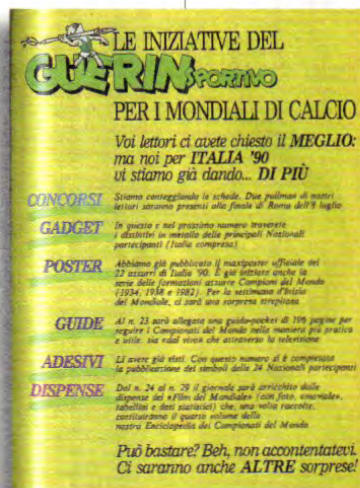 LE INIZIATIVE DEL
GUERIN SPORTIVO
PER I MONDIALI DI CALCIO
Voi lettori ci avete chiesto il MEGLIO:
ma noi per ITALIA '90
vi stiamo già dando... DI PIÙ
CONCORSI Stiamo conteggiando le schede. Due pullman di nostri
lettori saranno presenti alla finale di Roma dell'8 luglio
GADGET In questo e nel prossimo numero troverete
i distintivi in metallo delle principali Nazionali
partecipanti (Italia compresa)
POSTER Abbiamo già pubblicato il maxiposter ufficiale dei
22 azzurri di Italia '90. È già iniziata anche la
serie delle formazioni azzurre Campioni del Mondo
(1934, 1938 e 1982). Per la settimana d'inizio
del Mondiale, ci sarà una sorpresa strepitosa
GUIDE Al n. 23 sarà allegata una guida-pocket di 196 pagine per
seguire i Campionati del Mondo nella maniera più pratica
e utile, sia «dal vivo» che attraverso la televisione
ADESIVI Li avete già visti. Con questo numero si è completata
la pubblicazione dei simboli delle 24 Nazionali partecipanti
DISPENSE Dal n. 24 al n. 29 il giornale sarà arricchito dalle
dispense dei «Film del Mondiale» (con foto,
tabellini e dati statistici) che, una volta raccolte,
costituiranno il quarto volume della
nostra Enciclopedia dei Campionati del Mondo
Può bastare? Beh, non accontentatevi.
Ci saranno anche ALTRE sorprese!